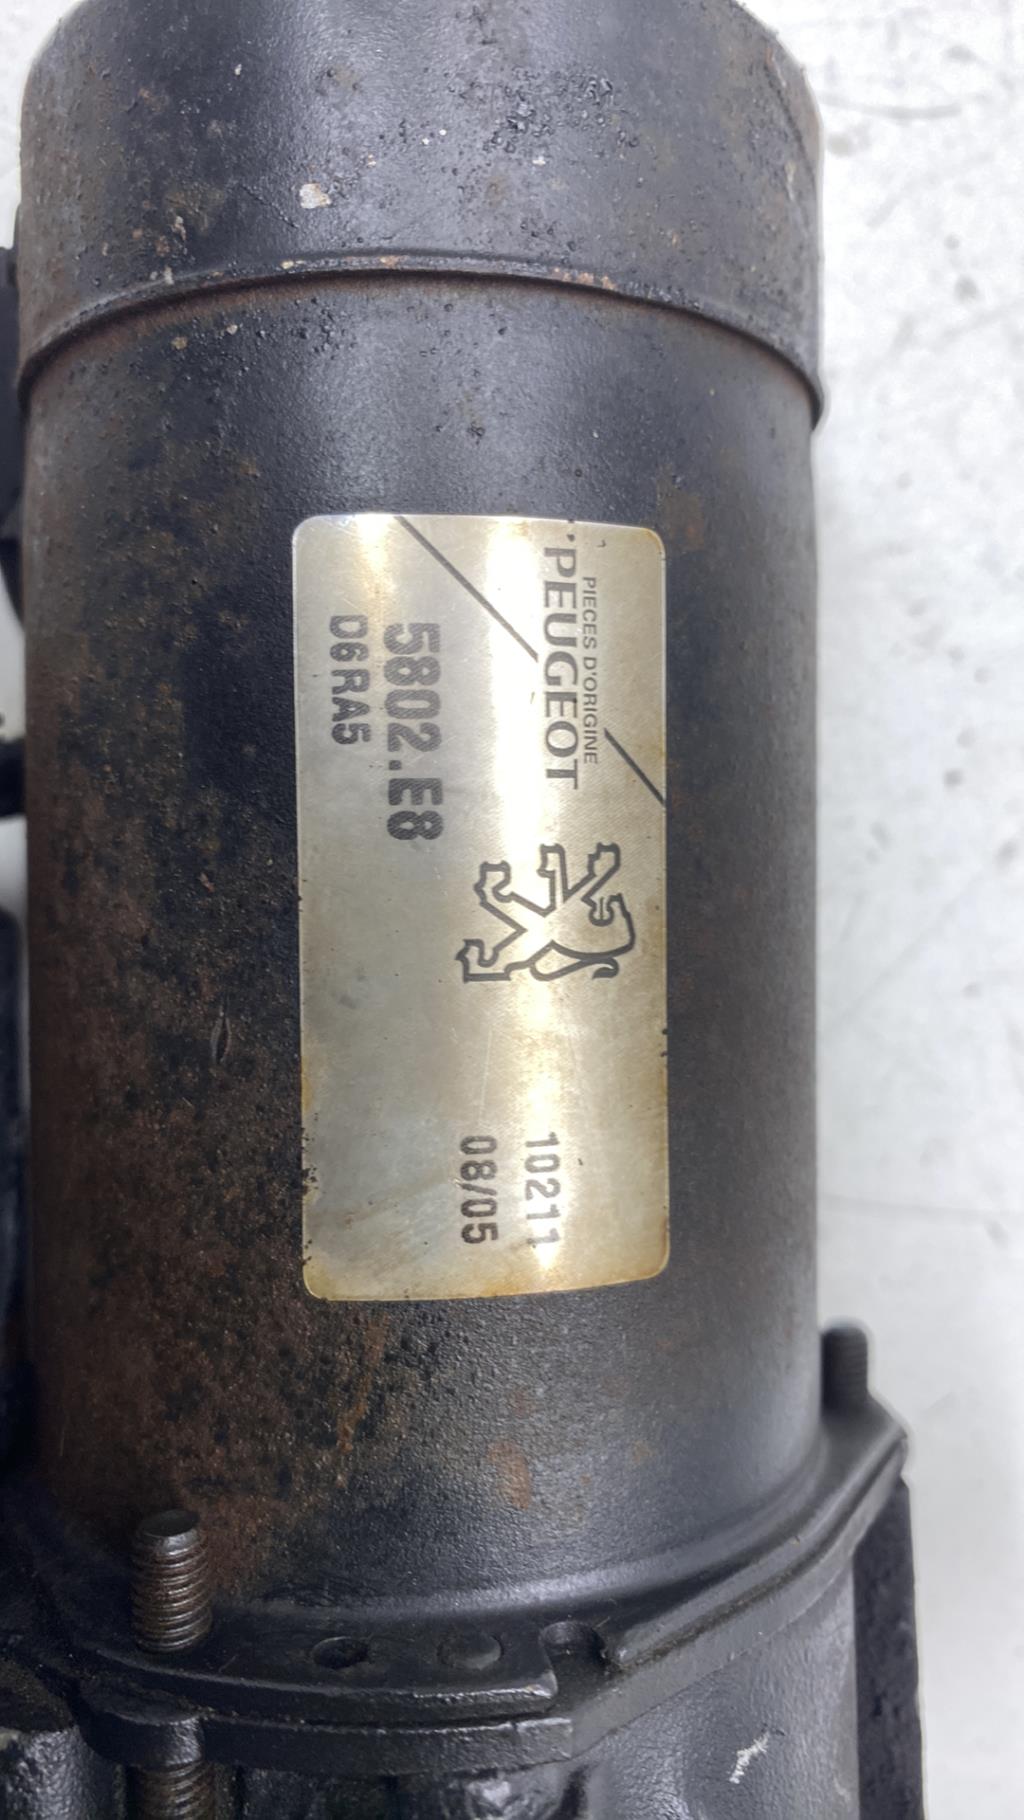 PIECES D'ORIGINE
PEUGEOT
10211
08/05
5802.E8
D6RA5